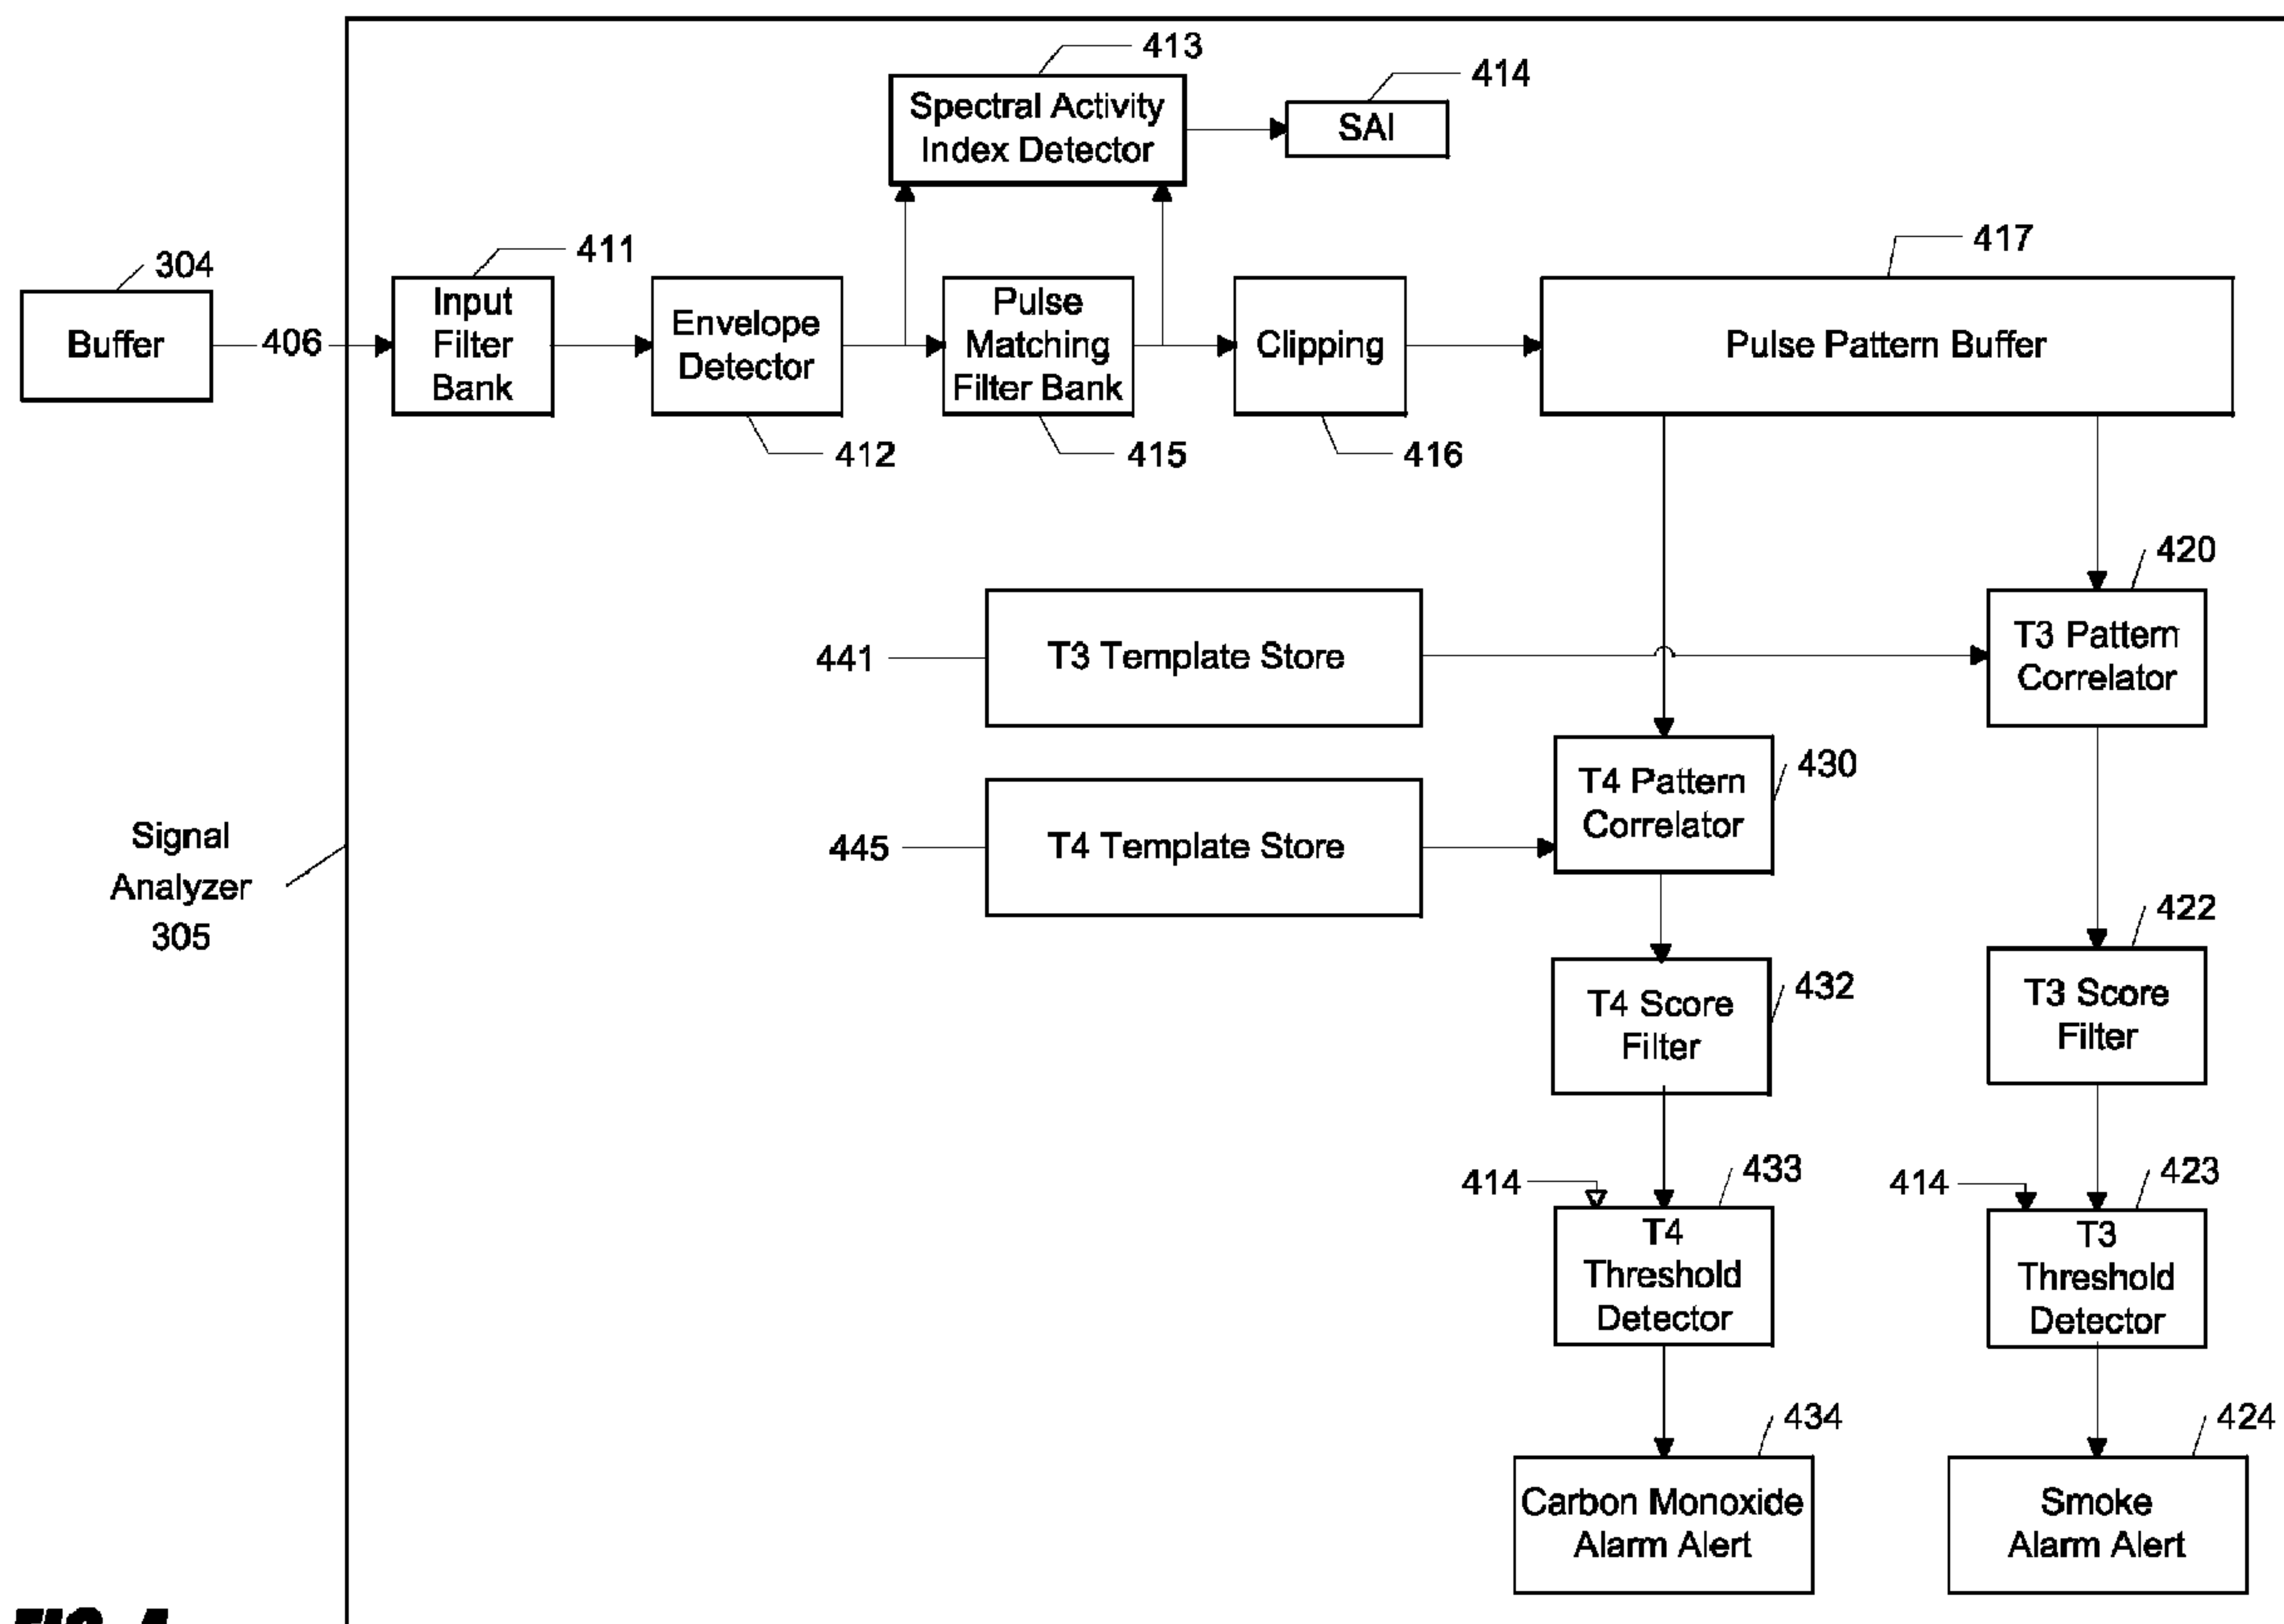 413
414
Spectral Activity
Index Detector
SAI
304
411
417
Buffer
406
Input
Filter
Bank
Envelope
Detector
Pulse
Matching
Filter Bank
Clipping
Pulse Pattern Buffer
412
415
416
420
441
T3 Template Store
T3 Pattern
Correlator
430
T4 Pattern
Correlator
445
T4 Template Store
Signal
Analyzer
305
422
432
T4 Score
Filter
T3 Score
Filter
414
433
414
423
T4
Threshold
Detector
T3
Threshold
Detector
434
424
Carbon Monoxide
Alarm Alert
Smoke
Alarm Alert